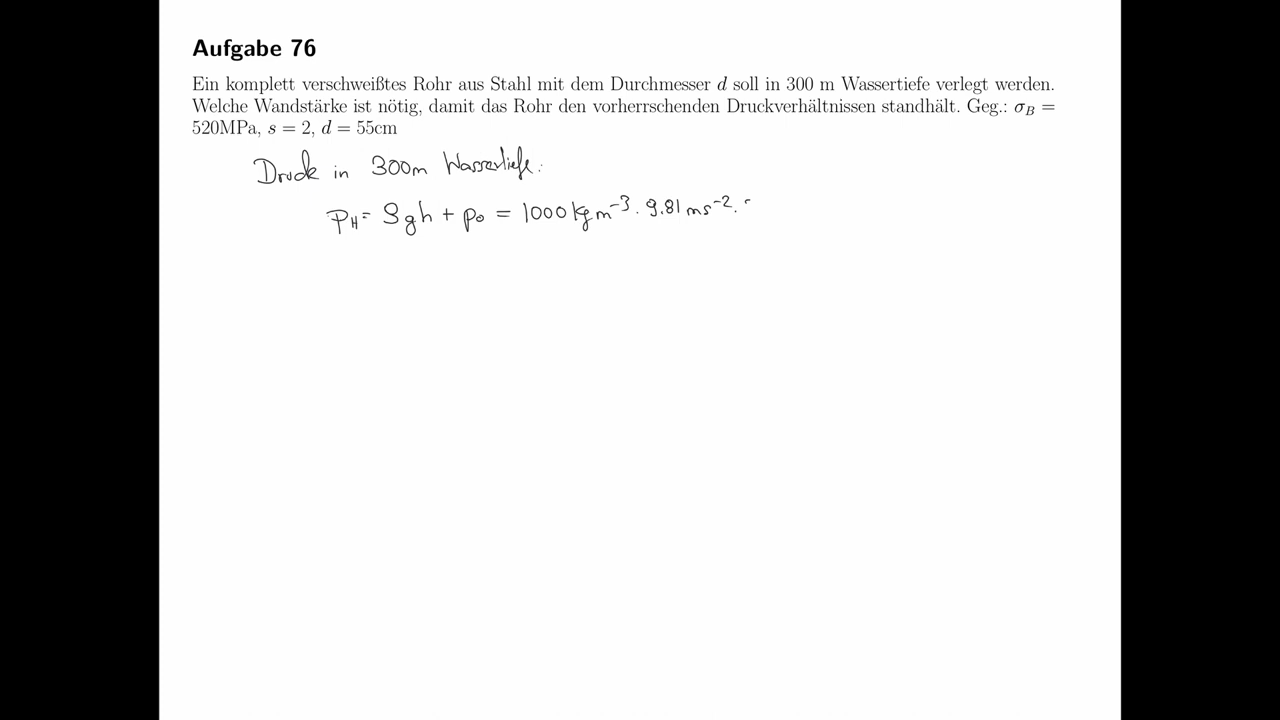 Aufgabe 76
Ein komplett verschweißtes Rohr aus Stahl mit dem Durchmesser d soll in 300 m Wassertiefe verlegt werden.
Welche Wandstärke ist nötig, damit das Rohr den vorherrschenden Druckverhältnissen standhält. Geg.: σ_B =
520MPa, s = 2, d = 55cm
Druck in 300m Wassertiefe:
p_H = ρgh + p₀ = 1000 kg m⁻³ · 9.81 ms⁻² ·